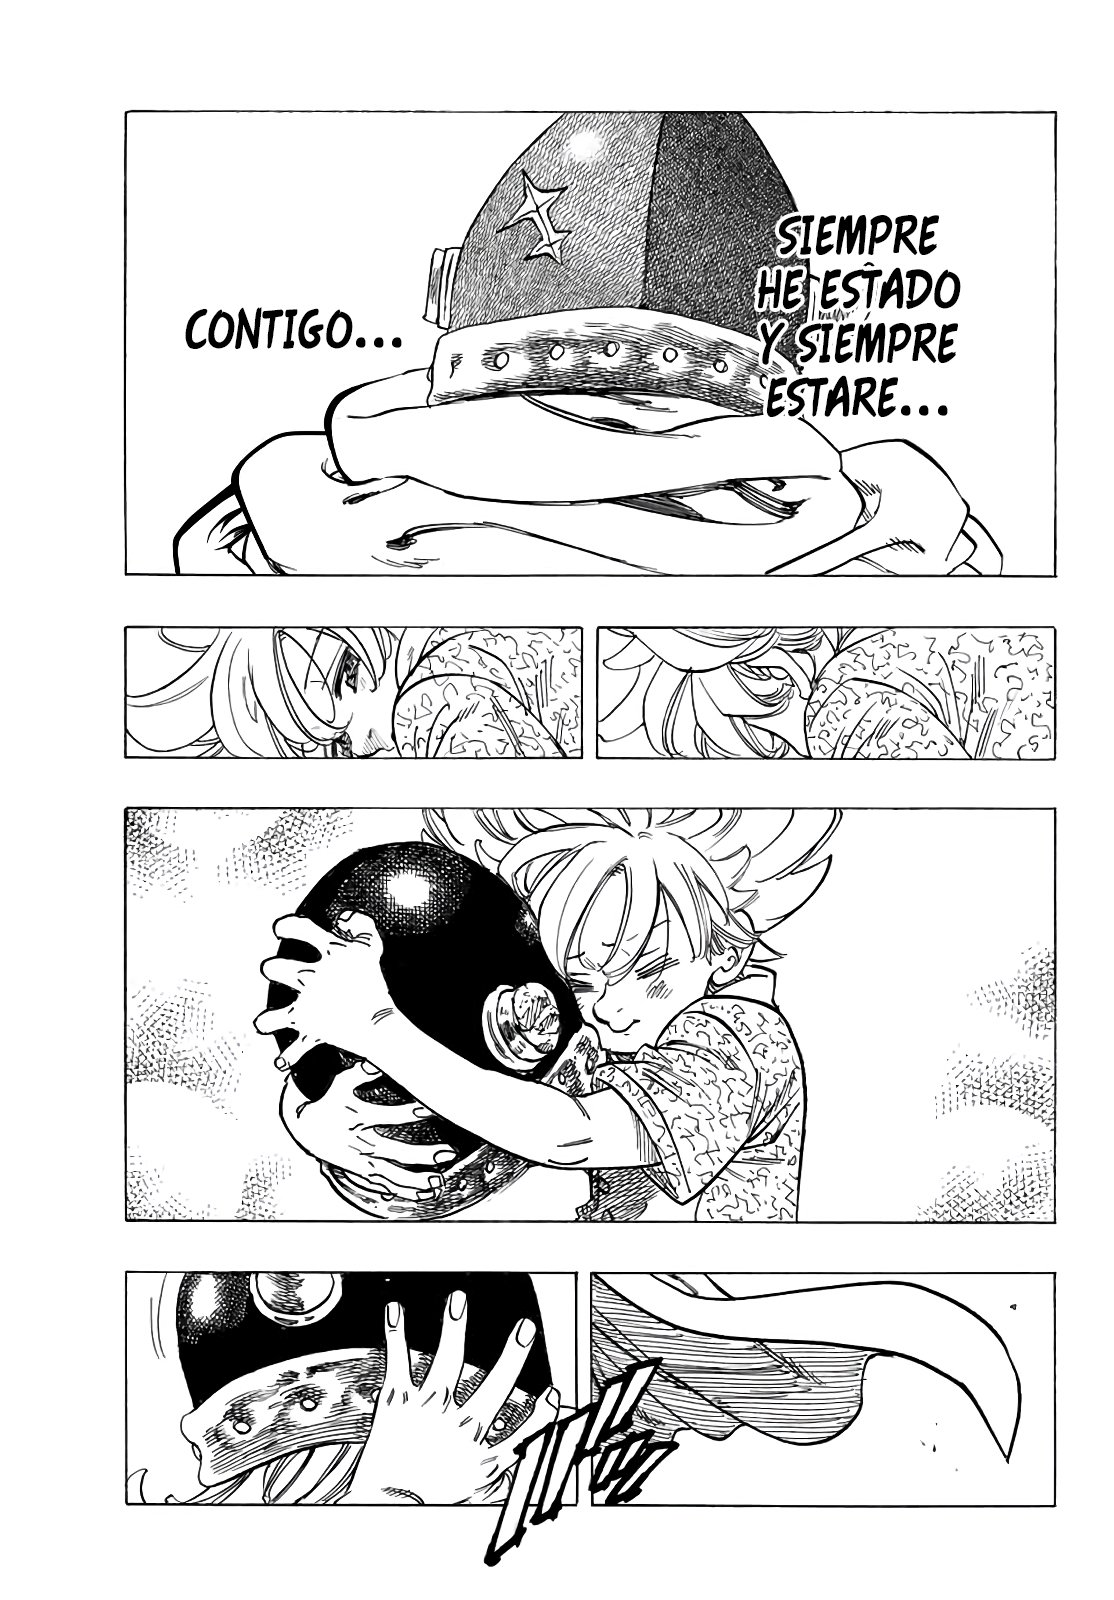 SIEMPRE
HE ESTADO
Y SIEMPRE
ESTARE...
CONTIGO...